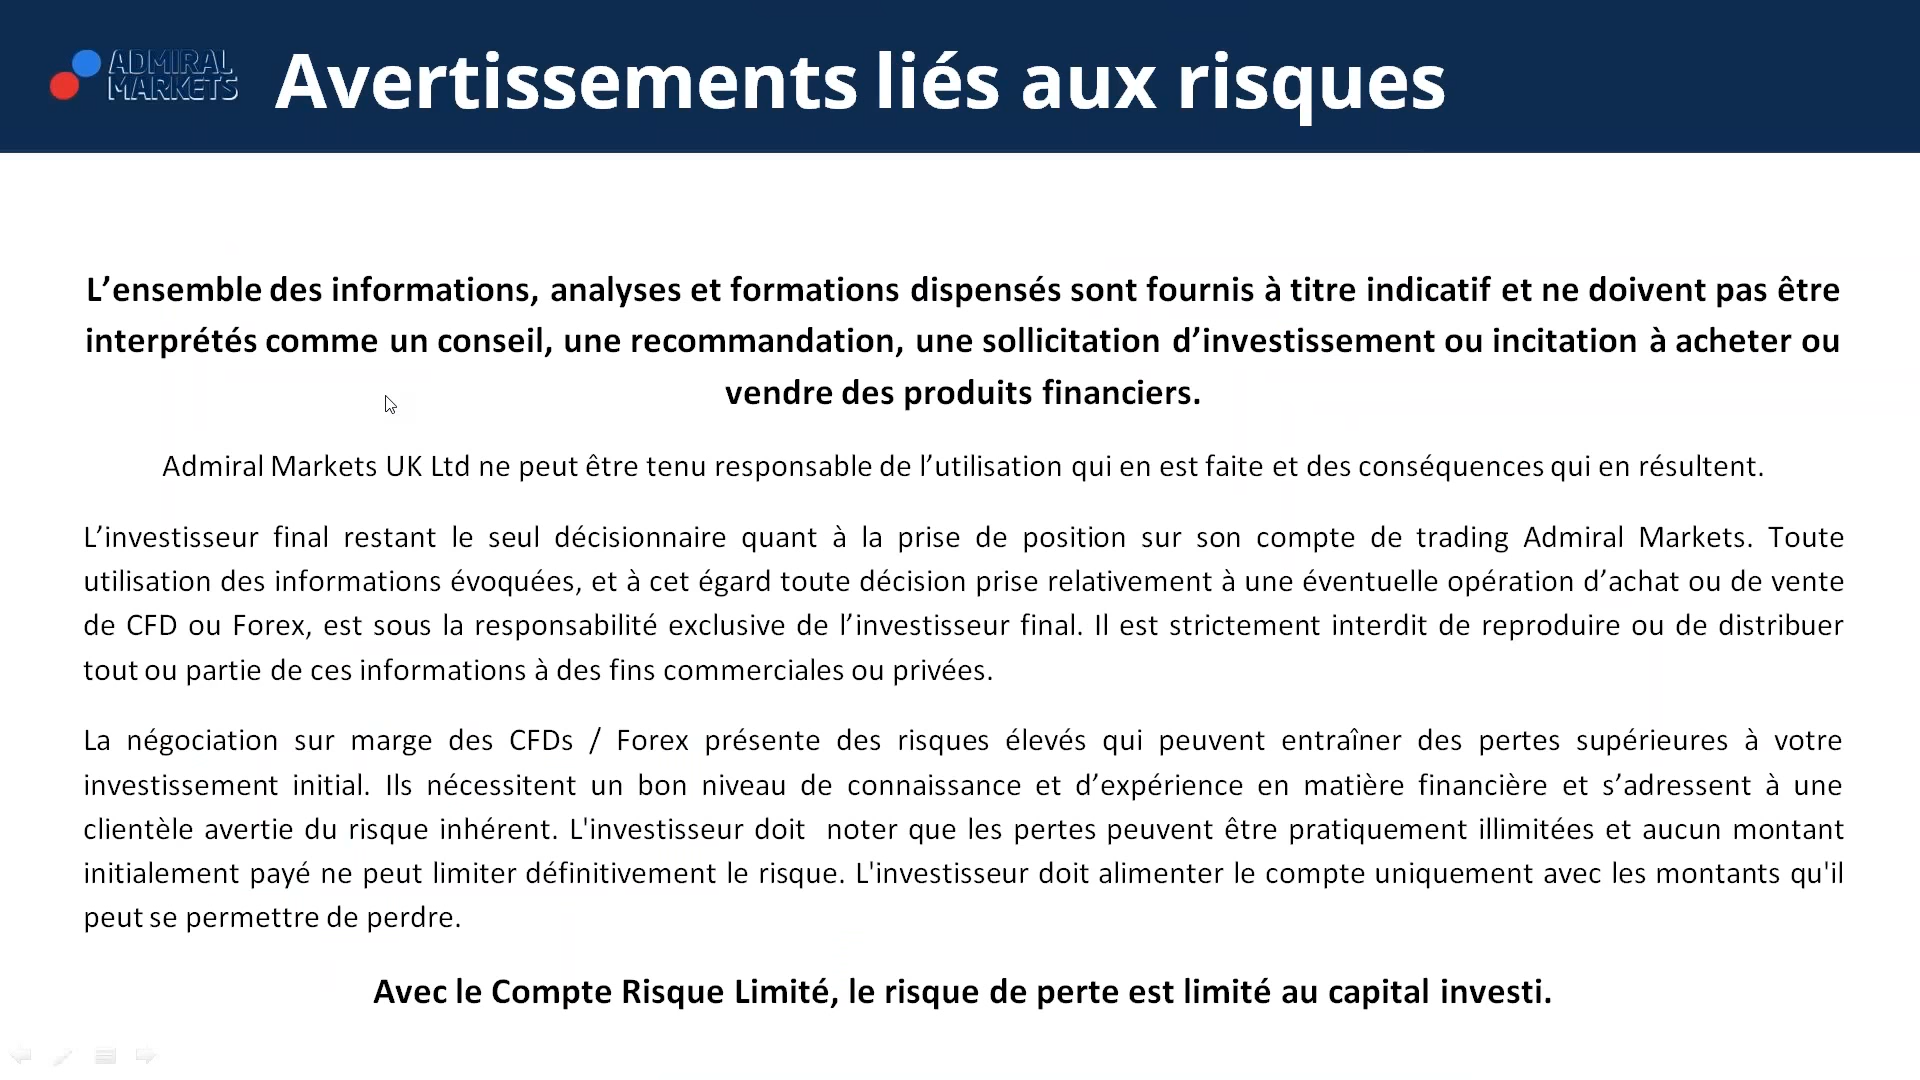 ADMIRAL
MARKETS
Avertissements liés aux risques
L’ensemble des informations, analyses et formations dispensés sont fournis à titre indicatif et ne doivent pas être
interprétés comme un conseil, une recommandation, une sollicitation d’investissement ou incitation à acheter ou
vendre des produits financiers.
Admiral Markets UK Ltd ne peut être tenu responsable de l’utilisation qui en est faite et des conséquences qui en résultent.
L’investisseur final restant le seul décisionnaire quant à la prise de position sur son compte de trading Admiral Markets. Toute
utilisation des informations évoquées, et à cet égard toute décision prise relativement à une éventuelle opération d’achat ou de vente
de CFD ou Forex, est sous la responsabilité exclusive de l’investisseur final. Il est strictement interdit de reproduire ou de distribuer
tout ou partie de ces informations à des fins commerciales ou privées.
La négociation sur marge des CFDs / Forex présente des risques élevés qui peuvent entraîner des pertes supérieures à votre
investissement initial. Ils nécessitent un bon niveau de connaissance et d’expérience en matière financière et s’adressent à une
clientèle avertie du risque inhérent. L'investisseur doit  noter que les pertes peuvent être pratiquement illimitées et aucun montant
initialement payé ne peut limiter définitivement le risque. L'investisseur doit alimenter le compte uniquement avec les montants qu'il
peut se permettre de perdre.
Avec le Compte Risque Limité, le risque de perte est limité au capital investi.